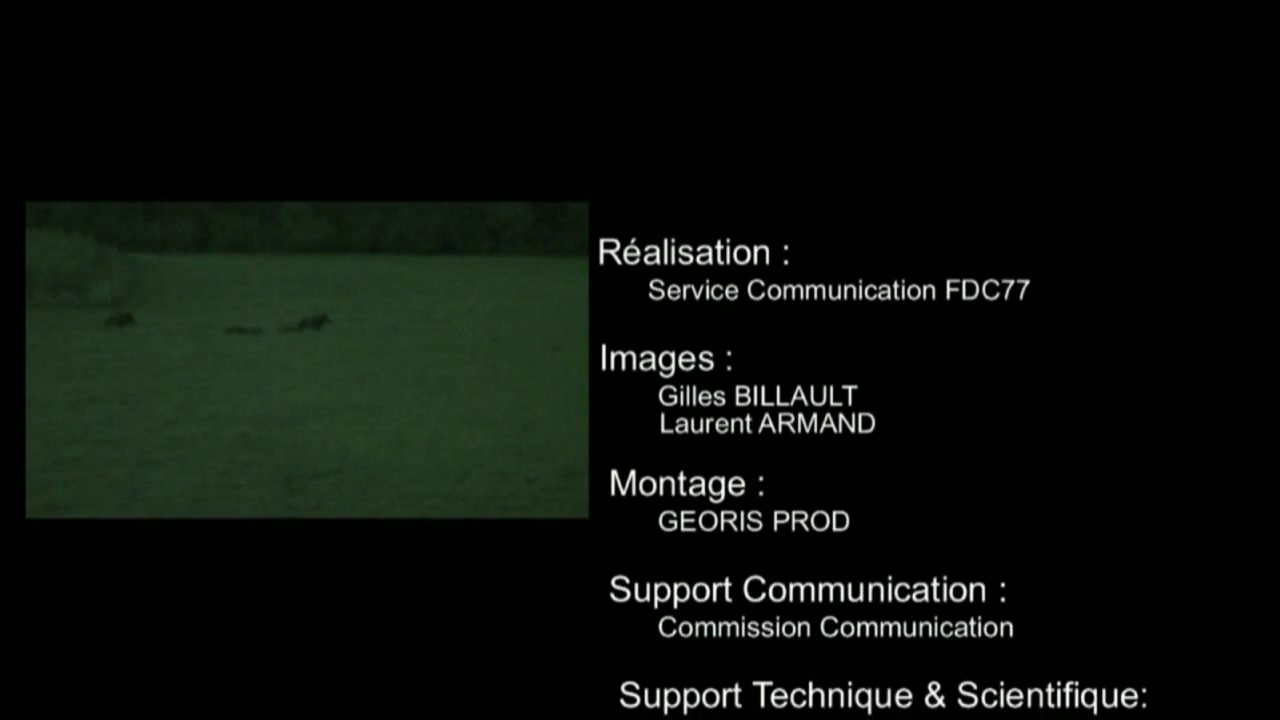 Réalisation :
Service Communication FDC77
Images :
Gilles BILLAULT
Laurent ARMAND
Montage :
GEORIS PROD
Support Communication :
Commission Communication
Support Technique & Scientifique: